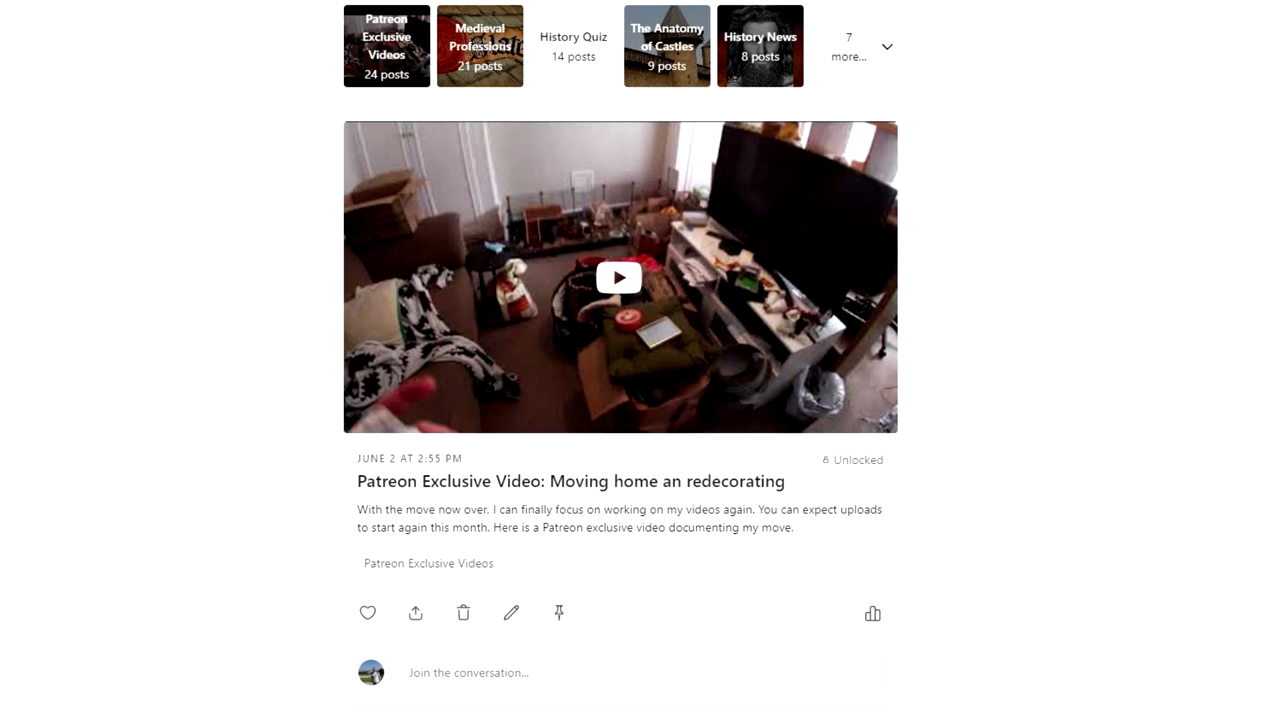 Patreon
Exclusive
Videos
24 posts
Medieval
Professions
21 posts
History Quiz
14 posts
The Anatomy
of Castles
9 posts
History News
8 posts
7
more...
JUNE 2 AT 2:55 PM
Unlocked
Patreon Exclusive Video: Moving home an redecorating
With the move now over. I can finally focus on working on my videos again. You can expect uploads
to start again this month. Here is a Patreon exclusive video documenting my move.
Patreon Exclusive Videos
Join the conversation...